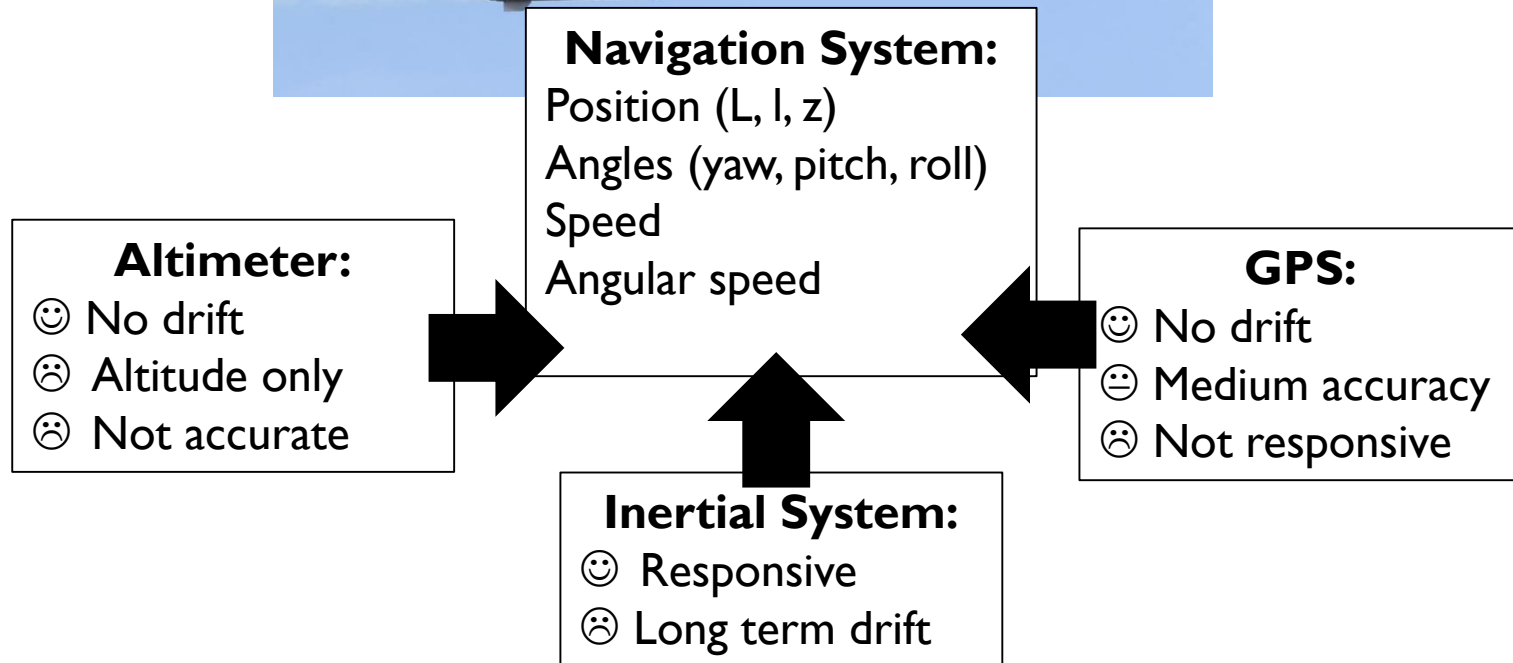 Navigation System:
Position (L, l, z)
Angles (yaw, pitch, roll)
Speed
Angular speed
Altimeter:
☺ No drift
☹ Altitude only
☹ Not accurate
GPS:
☺ No drift
😐 Medium accuracy
☹ Not responsive
Inertial System:
☺ Responsive
☹ Long term drift